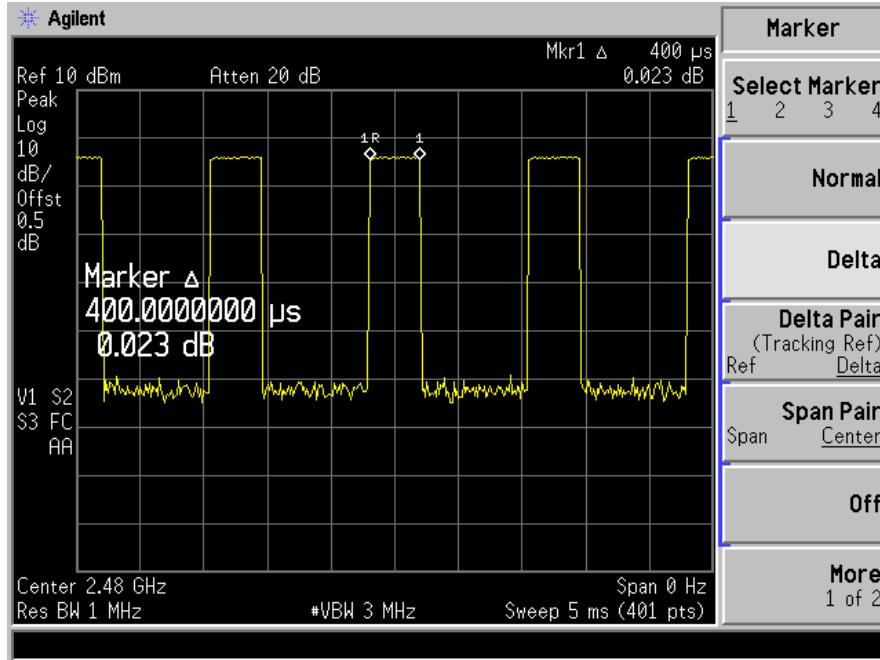 Agilent
Marker
Mkr1 Δ 400 μs
Ref 10 dBm Atten 20 dB 0.023 dB
Peak
Log
10
dB/
Offst
0.5
dB
1R 1
Marker Δ
400.0000000 μs
0.023 dB
V1 S2
S3 FC
AA
Center 2.48 GHz Span 0 Hz
Res BW 1 MHz #VBW 3 MHz Sweep 5 ms (401 pts)
Select Marker
1 2 3 4
Normal
Delta
Delta Pair
(Tracking Ref)
Ref Delta
Span Pair
Span Center
Off
More
1 of 2